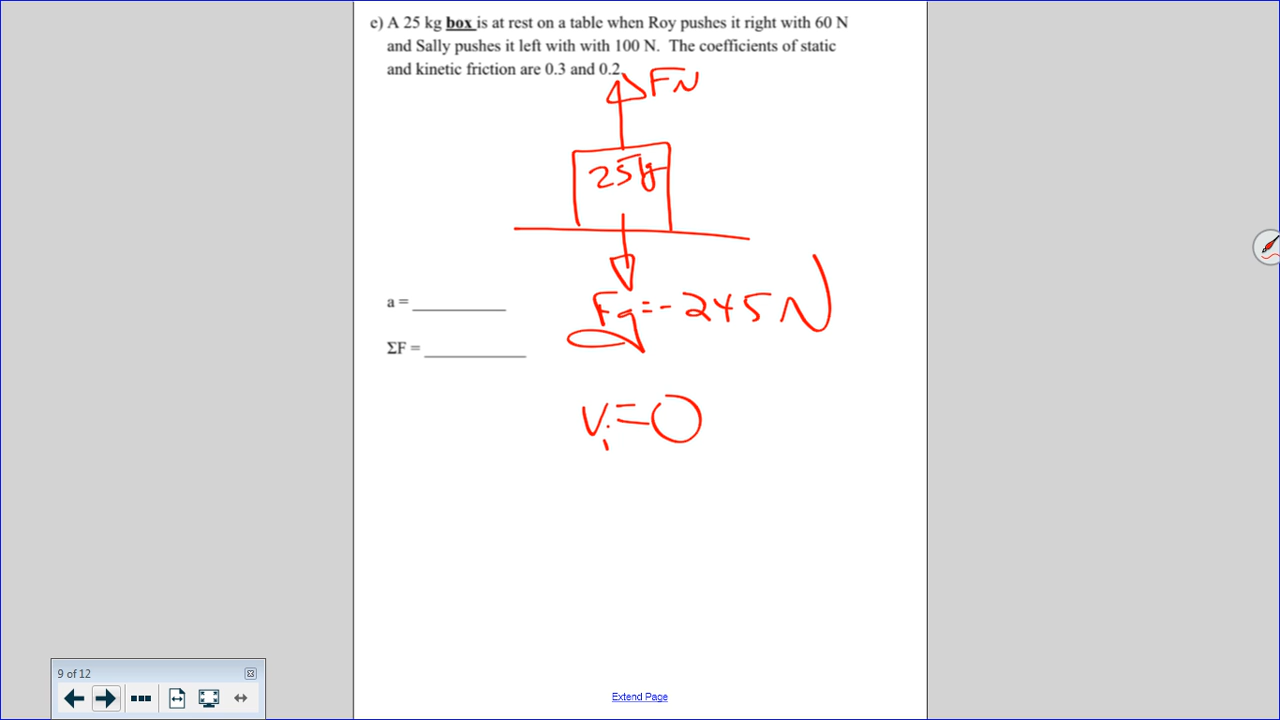 e) A 25 kg box is at rest on a table when Roy pushes it right with 60 N
and Sally pushes it left with with 100 N. The coefficients of static
and kinetic friction are 0.3 and 0.2.
FN
25kg
a = ________
Fg=-245N
ΣF = ________
Vi=0
9 of 12
Extend Page